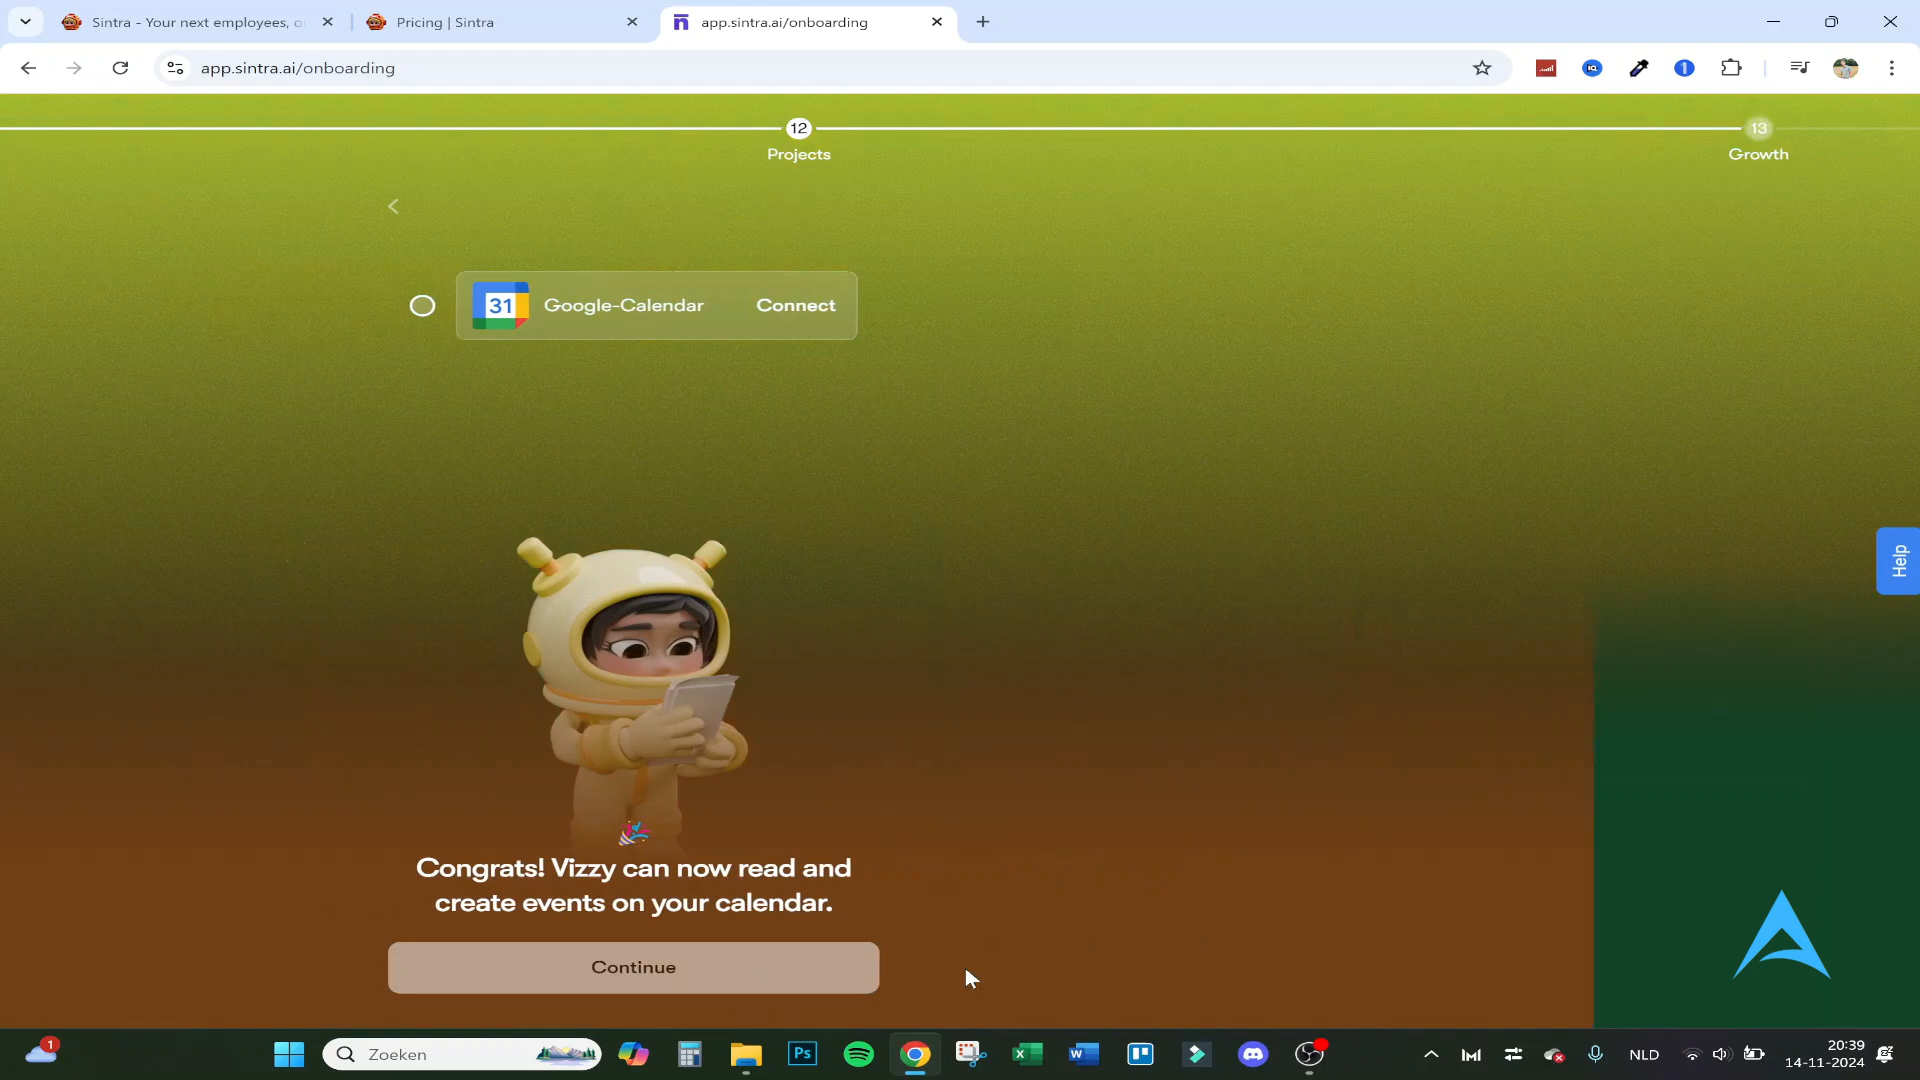 Sintra - Your next employees, o
Pricing | Sintra
app.sintra.ai/onboarding
app.sintra.ai/onboarding
12
13
Projects
Growth
31
Google-Calendar
Connect
Help
Congrats! Vizzy can now read and
create events on your calendar.
Continue
1
Zoeken
Ps
NLD
20:39
14-11-2024